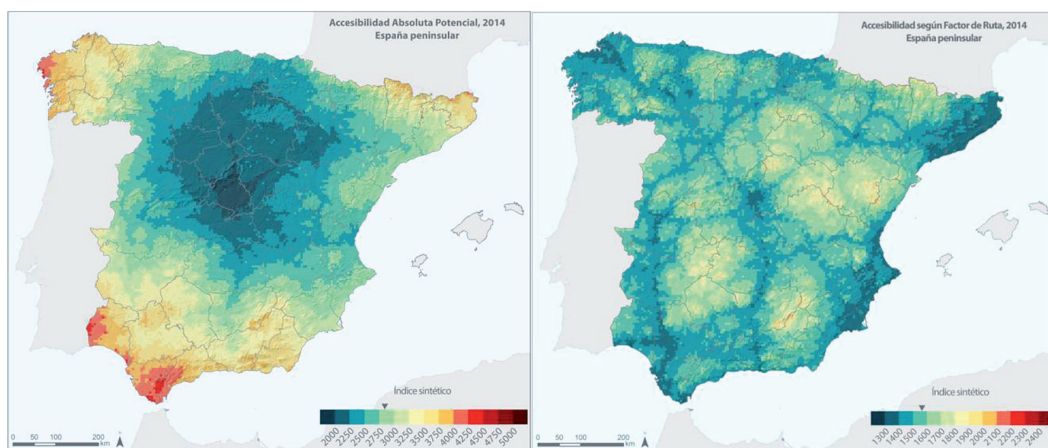 Accesibilidad Absoluta Potencial, 2014
España peninsular
Índice sintético
2000
2250
2500
2750
3000
3250
3500
3750
4000
4250
4500
4750
0 50 100 200
km
Accesibilidad según Factor de Ruta, 2014
España peninsular
Índice sintético
1400
1500
1600
1700
1800
1900
2000
2100
2200
2300
2400
0 50 100 200
km